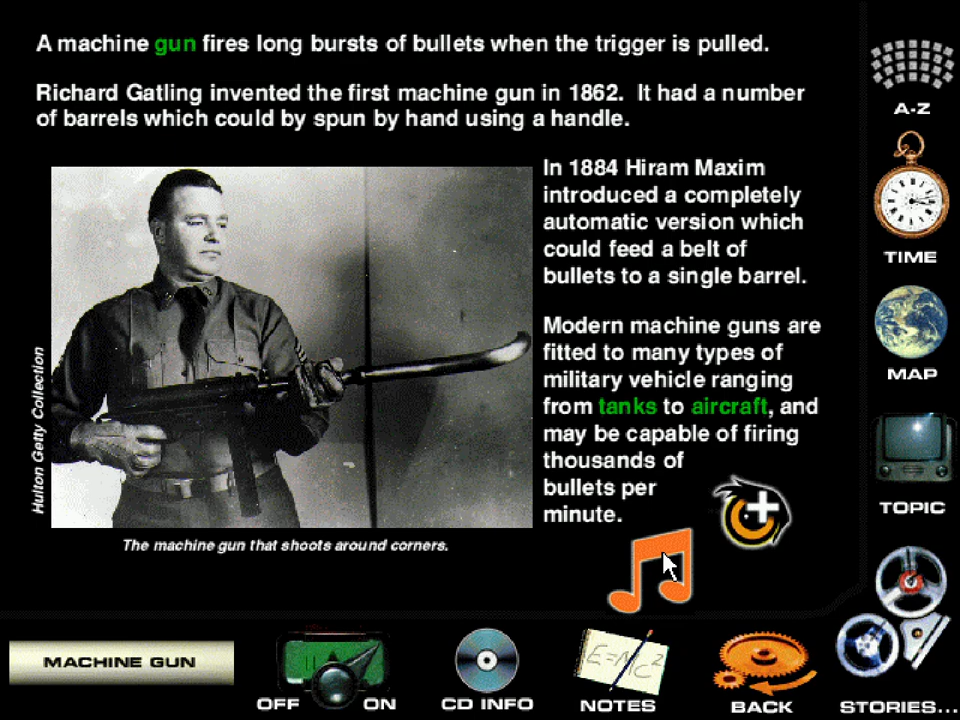 A machine gun fires long bursts of bullets when the trigger is pulled.
Richard Gatling invented the first machine gun in 1862.  It had a number
of barrels which could by spun by hand using a handle.
In 1884 Hiram Maxim
introduced a completely
automatic version which
could feed a belt of
bullets to a single barrel.
Modern machine guns are
fitted to many types of
military vehicle ranging
from tanks to aircraft, and
may be capable of firing
thousands of
bullets per
minute.
Hulton Getty Collection
The machine gun that shoots around corners.
A-Z
TIME
MAP
TOPIC
STORIES...
MACHINE GUN
OFF
ON
CD INFO
E=MC²
NOTES
BACK